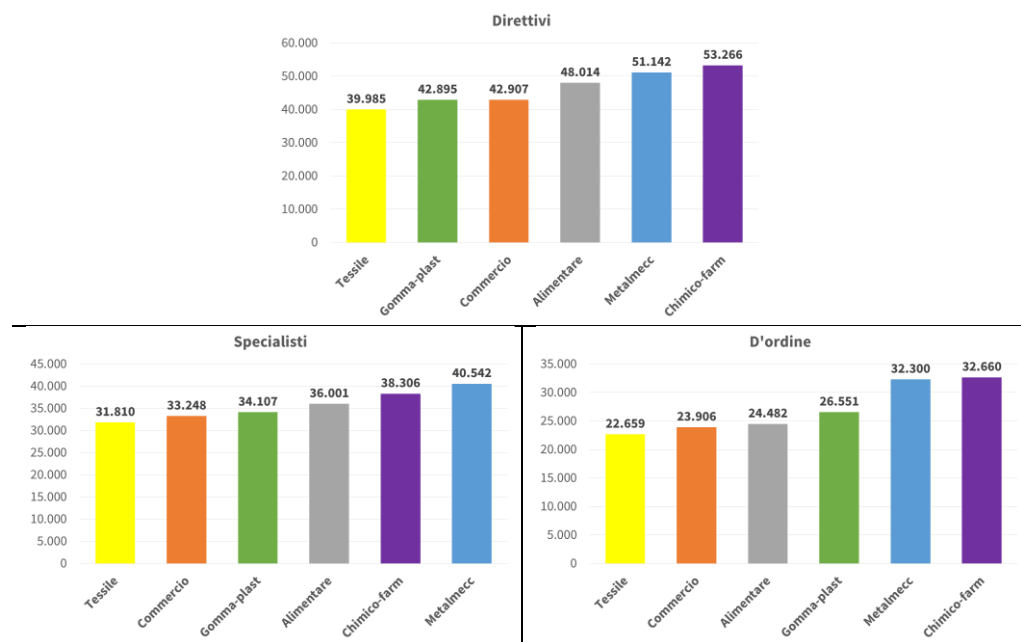 Direttivi
60.000
50.000
40.000
30.000
20.000
10.000
0
39.985
42.895
42.907
48.014
51.142
53.266
Tessile
Gomma-plast
Commercio
Alimentare
Metalmecc
Chimico-farm
Specialisti
45.000
40.000
35.000
30.000
25.000
20.000
15.000
10.000
5.000
0
31.810
33.248
34.107
36.001
38.306
40.542
Tessile
Commercio
Gomma-plast
Alimentare
Chimico-farm
Metalmecc
D'ordine
35.000
30.000
25.000
20.000
15.000
10.000
5.000
0
22.659
23.906
24.482
26.551
32.300
32.660
Tessile
Commercio
Alimentare
Gomma-plast
Metalmecc
Chimico-farm